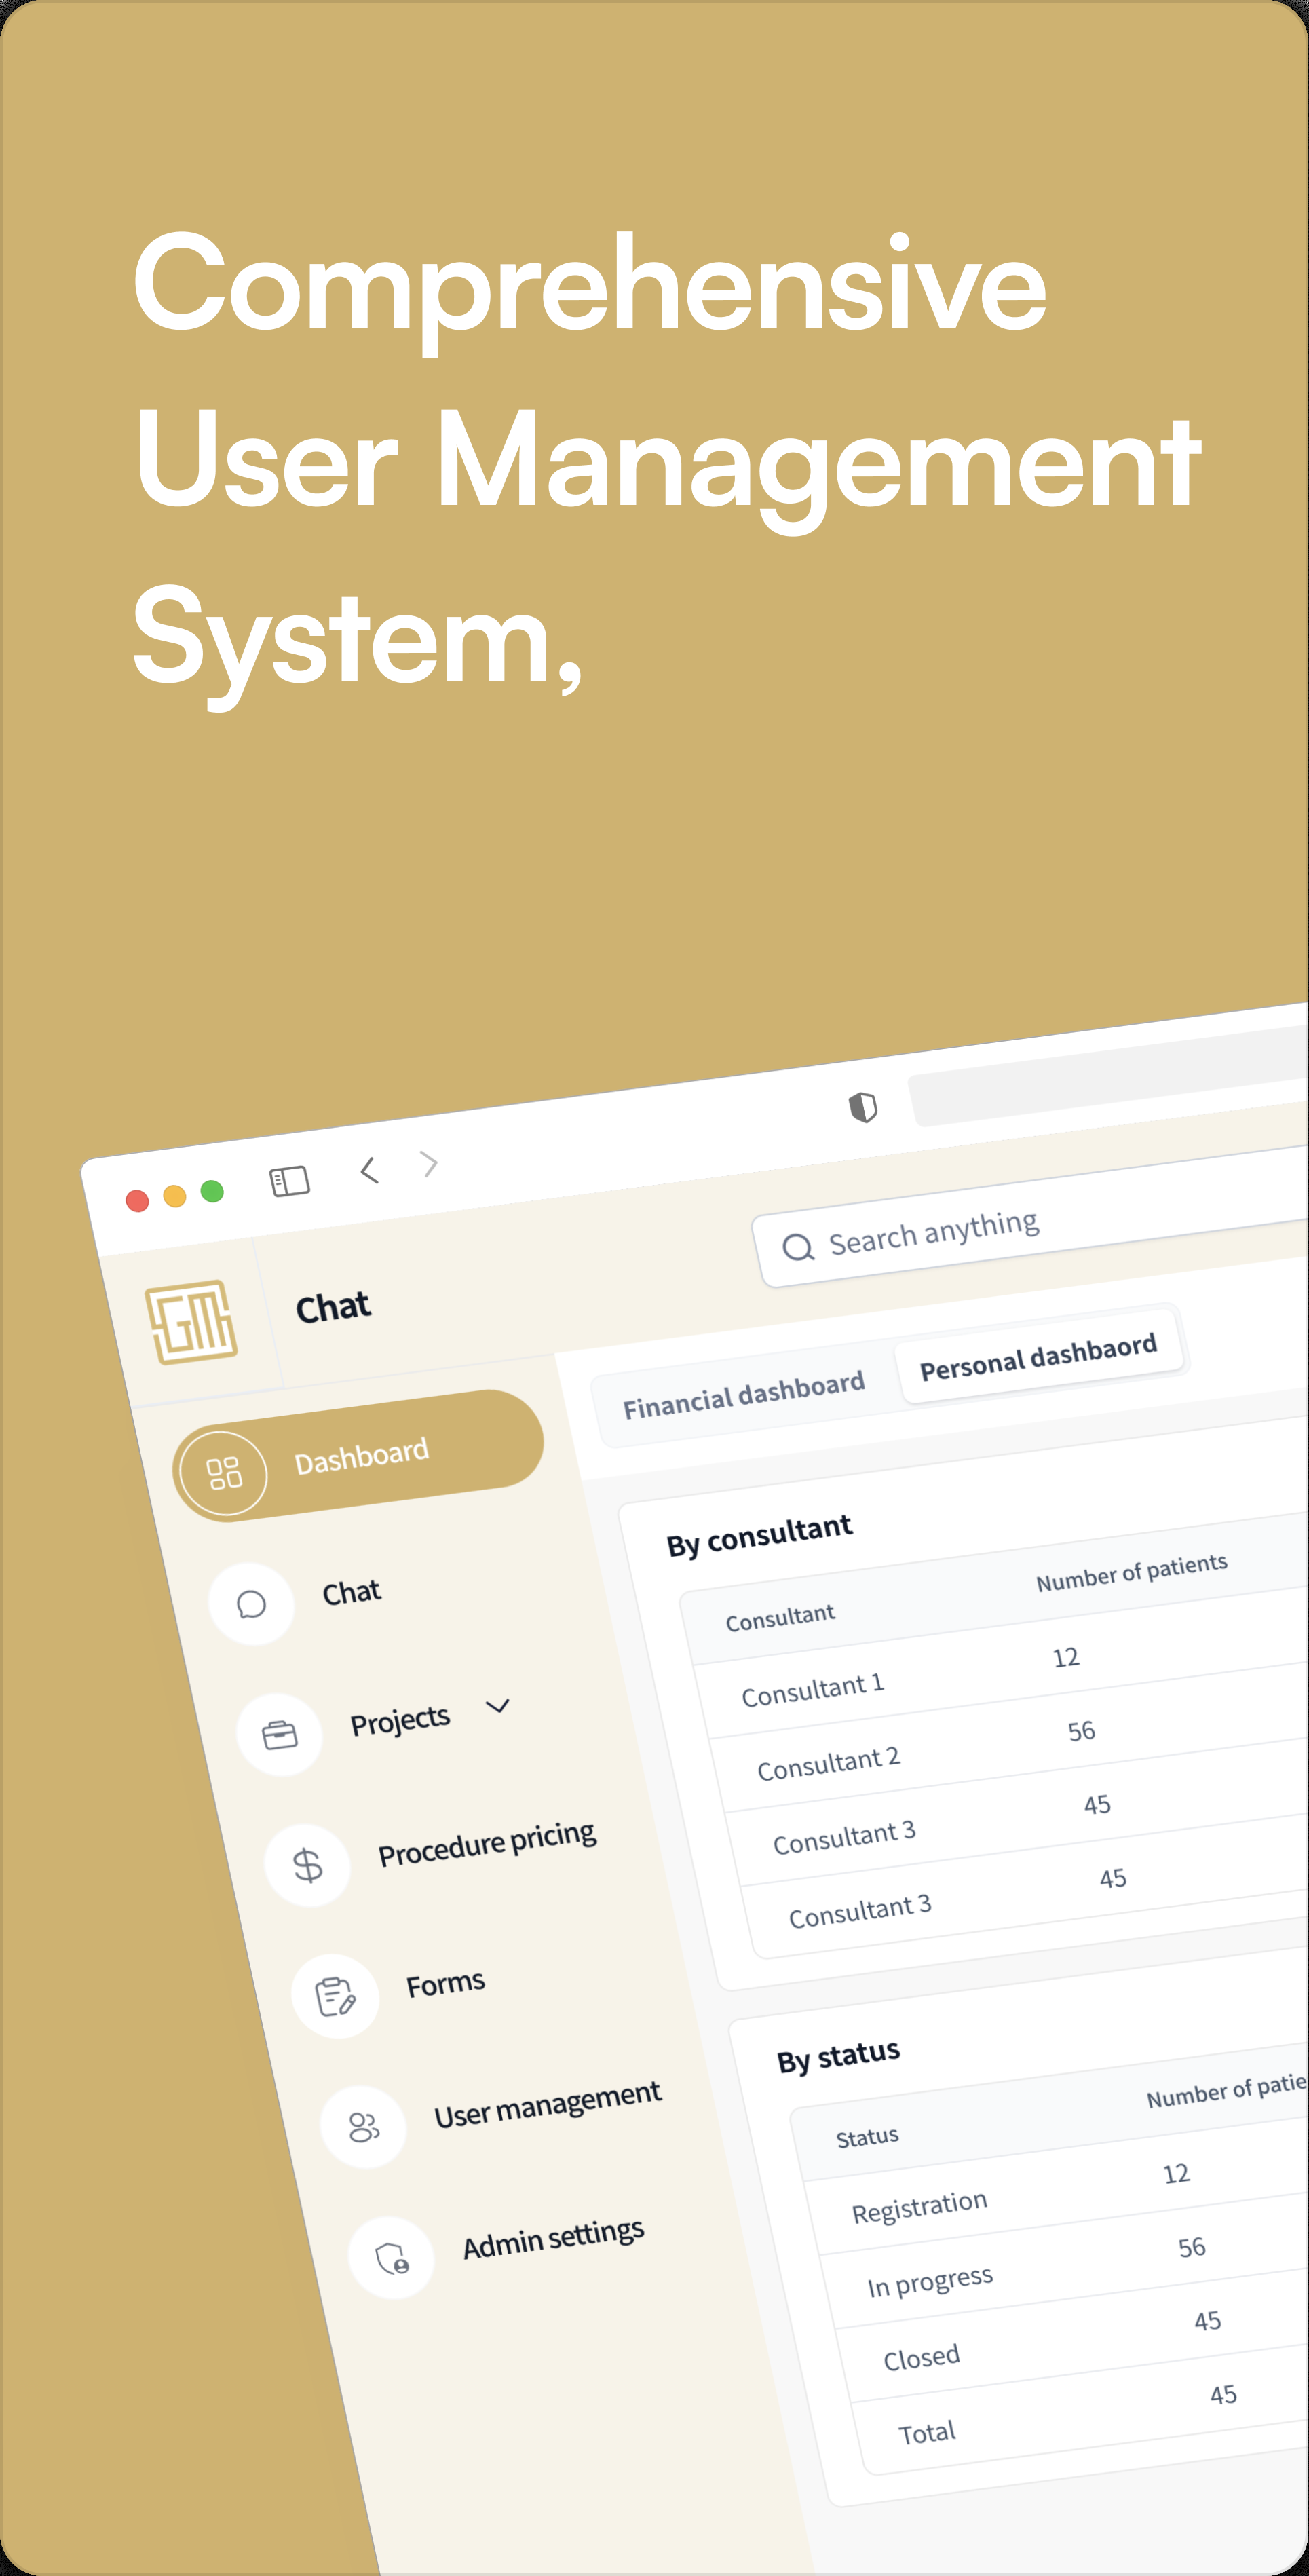 Comprehensive
User Management
System,
Search anything
GM
Chat
Financial dashboard
Personal dashbaord
Dashboard
Chat
Projects
Procedure pricing
Forms
User management
Admin settings
By consultant
Consultant Number of patients
Consultant 1 12
Consultant 2 56
Consultant 3 45
Consultant 3 45
By status
Status Number of patie
Registration 12
In progress 56
Closed 45
Total 45